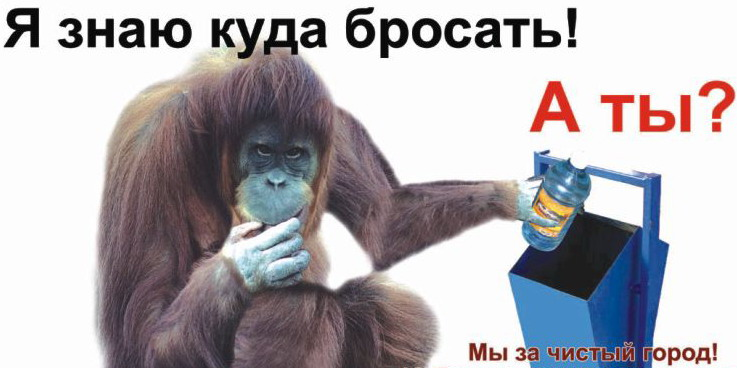 Я знаю куда бросать!
А ты?
Мы за чистый город!